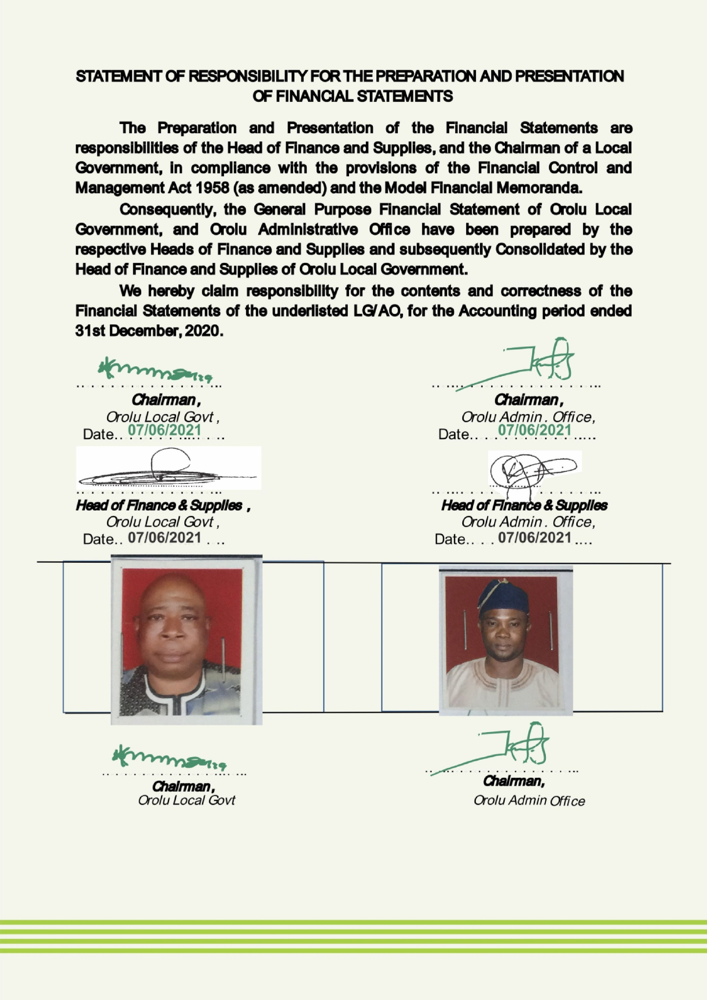 STATEMENT OF RESPONSIBILITY FOR THE PREPARATION AND PRESENTATION
OF FINANCIAL STATEMENTS
The Preparation and Presentation of the Financial Statements are
responsibilities of the Head of Finance and Supplies, and the Chairman of a Local
Government, in compliance with the provisions of the Financial Control and
Management Act 1958 (as amended) and the Model Financial Memoranda.
Consequently, the General Purpose Financial Statement of Orolu Local
Government, and Orolu Administrative Office have been prepared by the
respective Heads of Finance and Supplies and subsequently Consolidated by the
Head of Finance and Supplies of Orolu Local Government.
We hereby claim responsibility for the contents and correctness of the
Financial Statements of the underlisted LG/AO, for the Accounting period ended
31st December, 2020.
Chairman,
Orolu Local Govt,
Date.. 07/06/2021
Chairman,
Orolu Admin. Office,
Date.. 07/06/2021
Head of Finance & Supplies,
Orolu Local Govt,
Date.. 07/06/2021 ....
Head of Finance & Supplies
Orolu Admin. Office,
Date..... 07/06/2021 ....
Chairman,
Orolu Local Govt
Chairman,
Orolu Admin Office